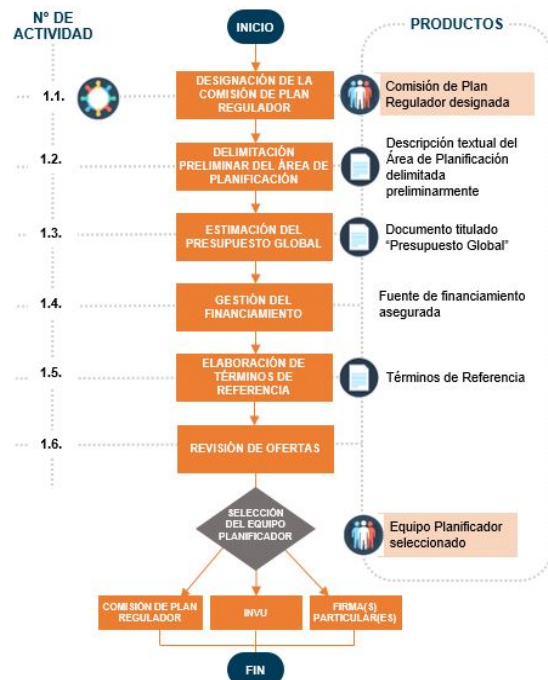 N° DE
ACTIVIDAD
INICIO
PRODUCTOS
1.1.
DESIGNACIÓN DE LA
COMISIÓN DE PLAN
REGULADOR
Comisión de Plan
Regulador designada
1.2.
DELIMITACIÓN
PRELIMINAR DEL ÁREA DE
PLANIFICACIÓN
Descripción textual del
Área de Planificación
delimitada
preliminarmente
1.3.
ESTIMACIÓN DEL
PRESUPUESTO GLOBAL
Documento titulado
“Presupuesto Global”
1.4.
GESTIÓN DEL
FINANCIAMIENTO
Fuente de financiamiento
asegurada
1.5.
ELABORACIÓN DE
TÉRMINOS DE
REFERENCIA
Términos de Referencia
1.6.
REVISIÓN DE OFERTAS
SELECCIÓN
DEL EQUIPO
PLANIFICADOR
Equipo Planificador
seleccionado
COMISIÓN DE PLAN
REGULADOR
INVU
FIRMA(S)
PARTICULAR(ES)
FIN